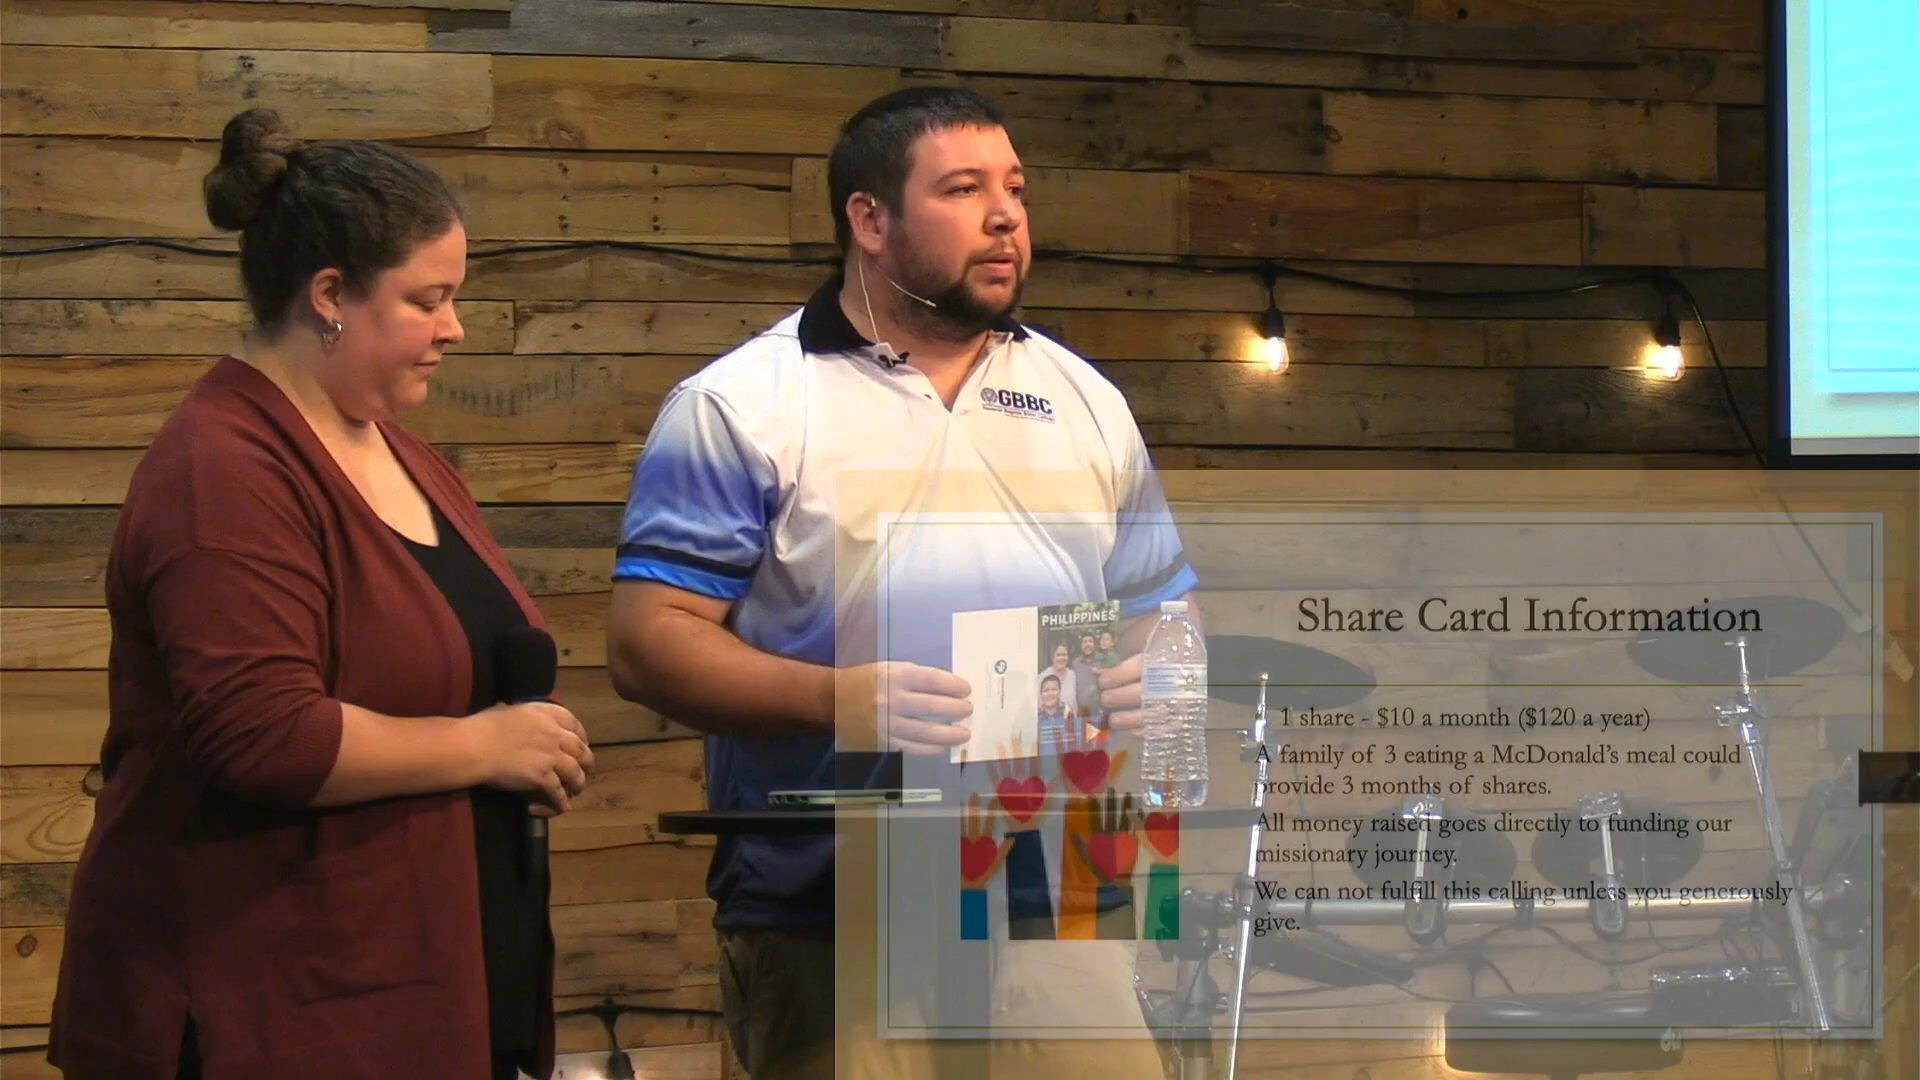 GBBC
PHILIPPINES
Share Card Information
1 share - $10 a month ($120 a year)
A family of 3 eating a McDonald's meal could
provide 3 months of shares.
All money raised goes directly to funding our
missionary journey.
We can not fulfill this calling unless you generously
give.